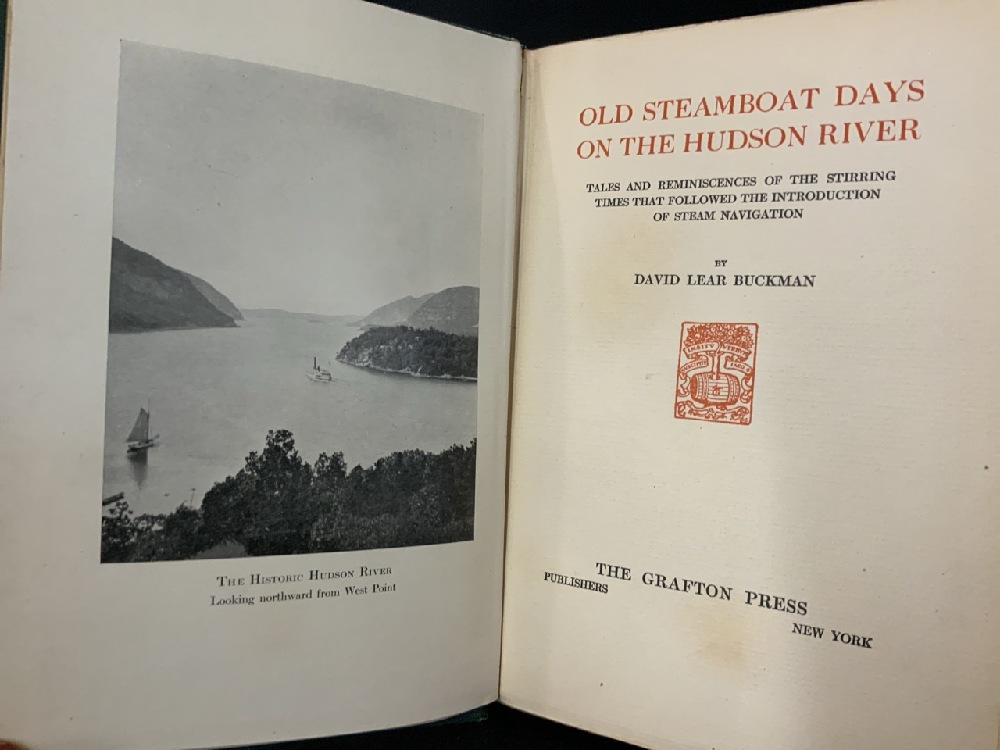 THE HISTORIC HUDSON RIVER
Looking northward from West Point
OLD STEAMBOAT DAYS
ON THE HUDSON RIVER
TALES AND REMINISCENCES OF THE STIRRING
TIMES THAT FOLLOWED THE INTRODUCTION
OF STEAM NAVIGATION
BY
DAVID LEAR BUCKMAN
THE GRAFTON PRESS
PUBLISHERS
NEW YORK